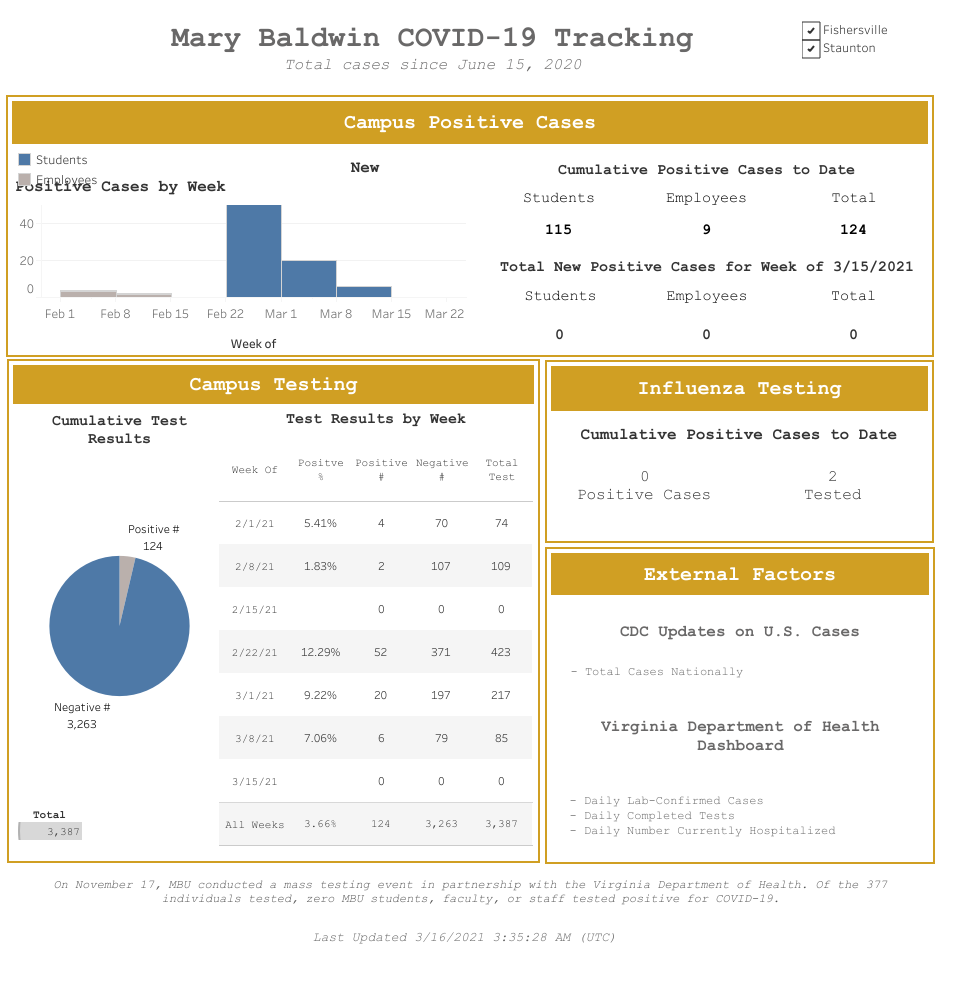 Mary Baldwin COVID-19 Tracking
Total cases since June 15, 2020
✔ Fishersville
✔ Staunton
Campus Positive Cases
Students
Employees
Positive Cases by Week
New
40
20
0
Feb 1 Feb 8 Feb 15 Feb 22 Mar 1 Mar 8 Mar 15 Mar 22
Week of
Cumulative Positive Cases to Date
Students Employees Total
115 9 124
Total New Positive Cases for Week of 3/15/2021
Students Employees Total
0 0 0
Campus Testing
Cumulative Test
Results
Positive #
124
Negative #
3,263
Total
3,387
Test Results by Week
Week Of Positve % Positive # Negative # Total Test
2/1/21 5.41% 4 70 74
2/8/21 1.83% 2 107 109
2/15/21 0 0 0
2/22/21 12.29% 52 371 423
3/1/21 9.22% 20 197 217
3/8/21 7.06% 6 79 85
3/15/21 0 0 0
All Weeks 3.66% 124 3,263 3,387
Influenza Testing
Cumulative Positive Cases to Date
0 2
Positive Cases Tested
External Factors
CDC Updates on U.S. Cases
- Total Cases Nationally
Virginia Department of Health
Dashboard
- Daily Lab-Confirmed Cases
- Daily Completed Tests
- Daily Number Currently Hospitalized
On November 17, MBU conducted a mass testing event in partnership with the Virginia Department of Health. Of the 377
individuals tested, zero MBU students, faculty, or staff tested positive for COVID-19.
Last Updated 3/16/2021 3:35:28 AM (UTC)